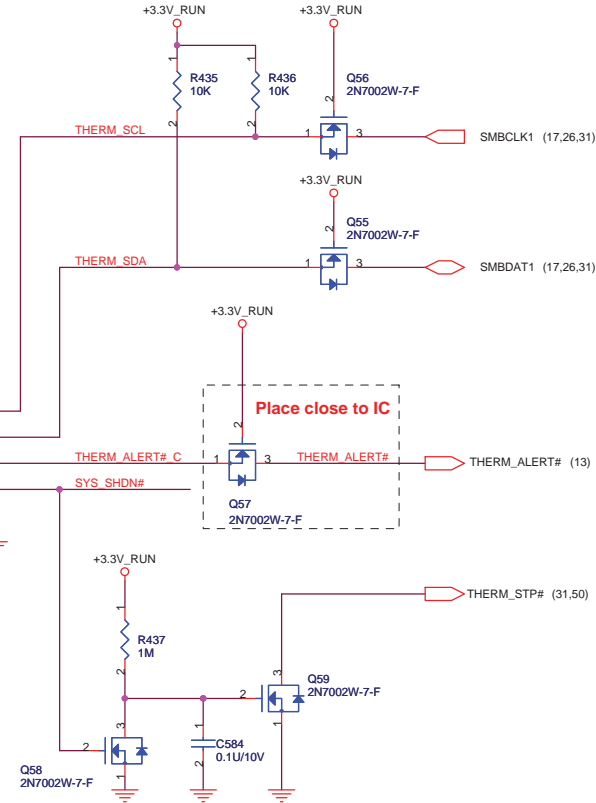 +3.3V_RUN
+3.3V_RUN
1
1
R435
10K
R436
10K
Q56
2N7002W-7-F
2
2
2
THERM_SCL
1
3
SMBCLK1 (17,26,31)
+3.3V_RUN
Q55
2N7002W-7-F
2
THERM_SDA
1
3
SMBDAT1 (17,26,31)
+3.3V_RUN
Place close to IC
2
THERM_ALERT#_C
1
3
THERM_ALERT#
THERM_ALERT# (13)
SYS_SHDN#
Q57
2N7002W-7-F
+3.3V_RUN
THERM_STP# (31,50)
1
R437
1M
2
3
Q59
2N7002W-7-F
2
1
3
1
C584
0.1U/10V
2
2
1
Q58
2N7002W-7-F